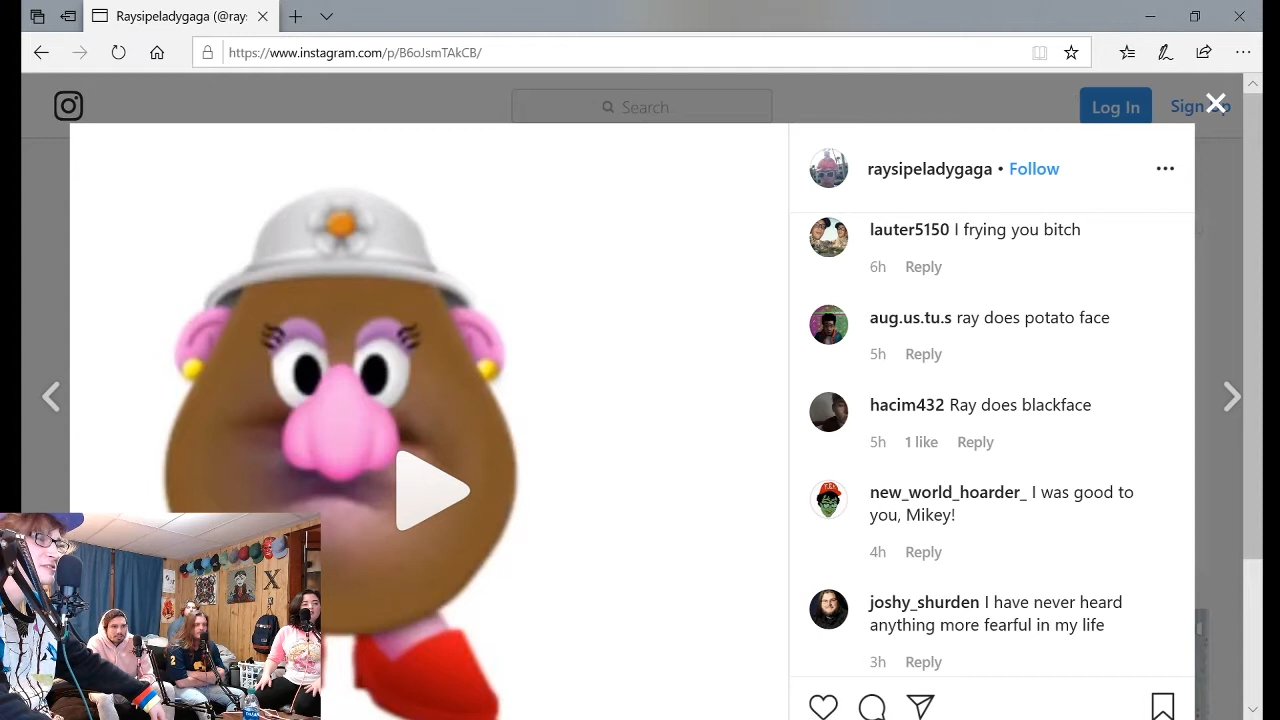 Raysipeladygaga (@ray
https://www.instagram.com/p/B6oJsmTAkCB/
Search
Log In
Sign Up
raysipeladygaga • Follow
lauter5150 I frying you bitch
6h Reply
aug.us.tu.s ray does potato face
5h Reply
hacim432 Ray does blackface
5h 1 like Reply
new_world_hoarder_ I was good to
you, Mikey!
4h Reply
joshy_shurden I have never heard
anything more fearful in my life
3h Reply
X